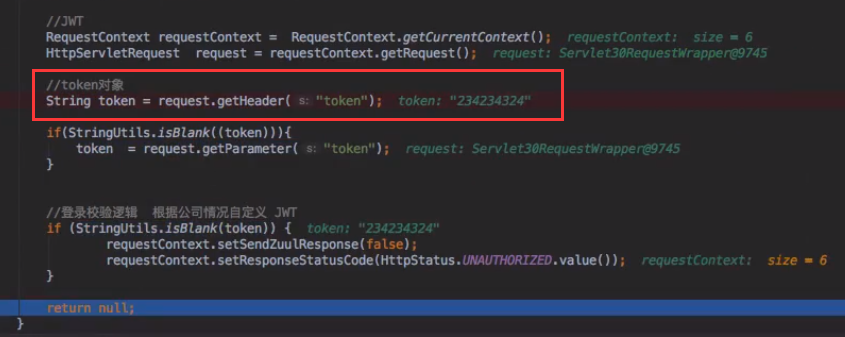 //JWT
RequestContext requestContext = RequestContext.getCurrentContext(); requestContext: size = 6
HttpServletRequest request = requestContext.getRequest(); request: Servlet30RequestWrapper@9745
//token对象
String token = request.getHeader( s: "token"); token: "234234324"
if(StringUtils.isBlank((token))){
token = request.getParameter( s: "token"); request: Servlet30RequestWrapper@9745
}
//登录校验逻辑 根据公司情况自定义 JWT
if (StringUtils.isBlank(token)) { token: "234234324"
requestContext.setSendZuulResponse(false);
requestContext.setResponseStatusCode(HttpStatus.UNAUTHORIZED.value()); requestContext: size = 6
}
return null;
}